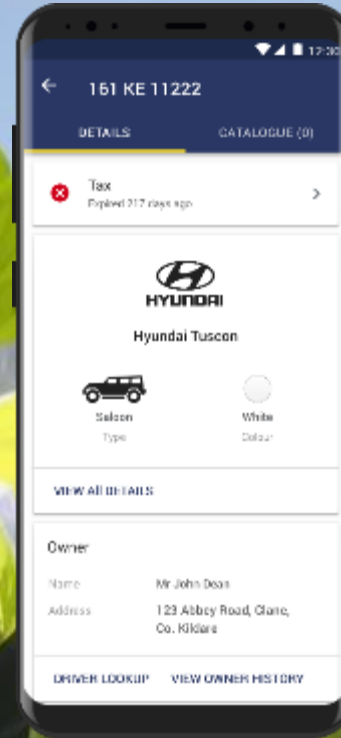 12:30
161 KE 11222
DETAILS CATALOGUE (0)
Tax
Expired 217 days ago
HYUNDAI
Hyundai Tuscon
Saloon White
Type Colour
VIEW All DETAILS
Owner
Name Mr John Dean
Address 123 Abbey Road, Clane,
Co. Kildare
DRIVER LOOKUP VIEW OWNER HISTORY